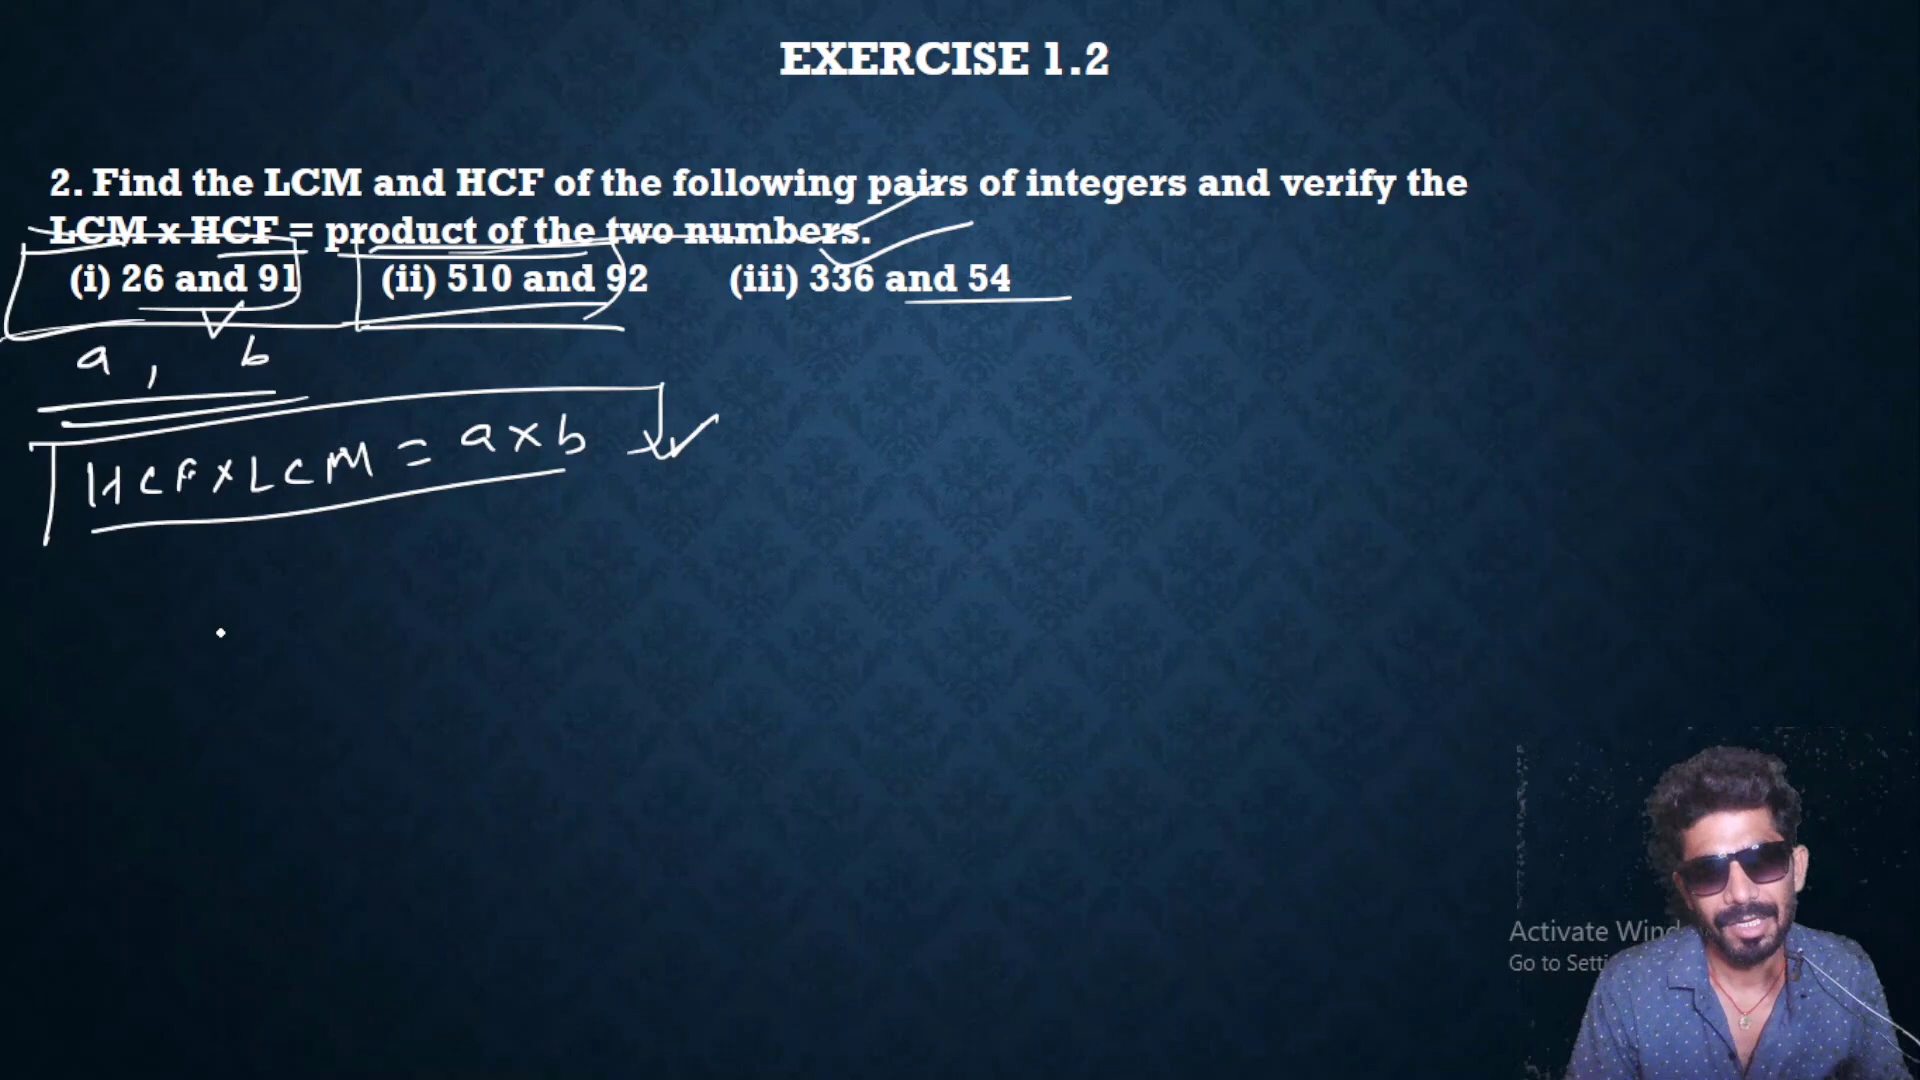 EXERCISE 1.2
2. Find the LCM and HCF of the following pairs of integers and verify the
LCM x HCF = product of the two numbers.
(i) 26 and 91 (ii) 510 and 92 (iii) 336 and 54
a , b
HCF x LCM = a x b
Activate Wind
Go to Setti